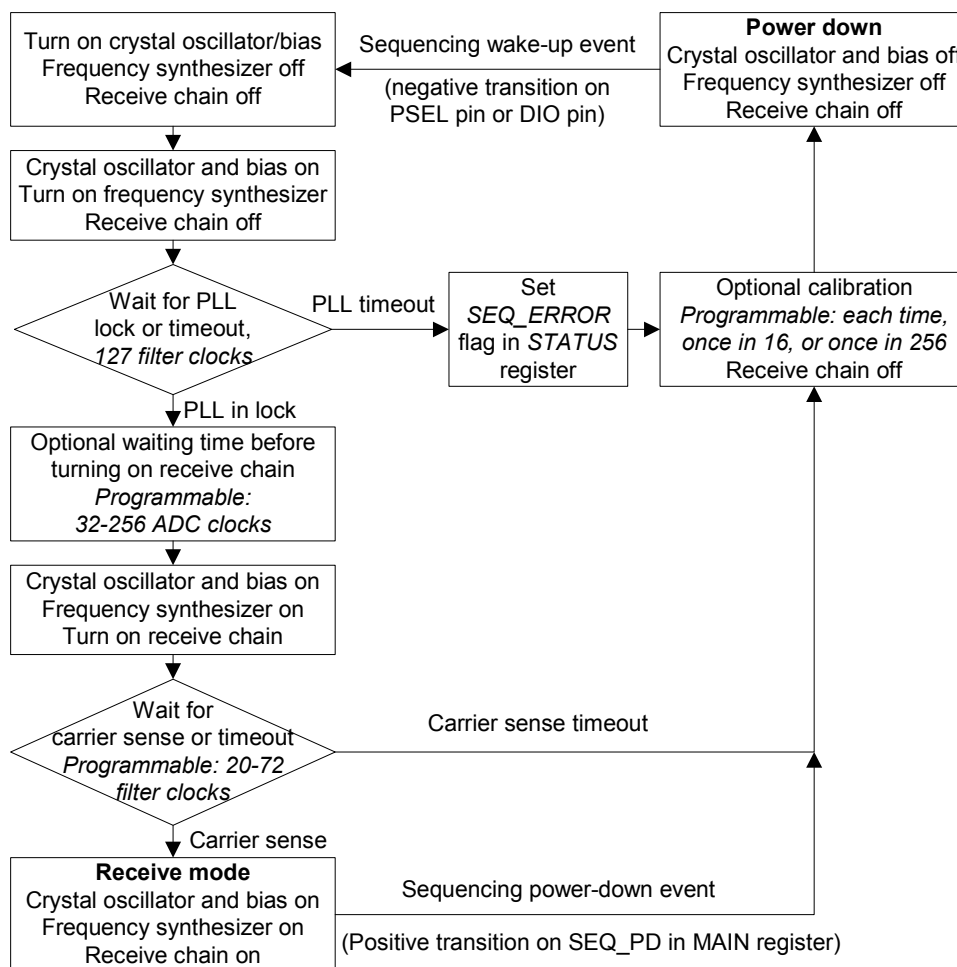 Turn on crystal oscillator/bias
Frequency synthesizer off
Receive chain off
Sequencing wake-up event
(negative transition on
PSEL pin or DIO pin)
Power down
Crystal oscillator and bias off
Frequency synthesizer off
Receive chain off
Crystal oscillator and bias on
Turn on frequency synthesizer
Receive chain off
Wait for PLL
lock or timeout,
127 filter clocks
PLL timeout
Set
SEQ_ERROR
flag in STATUS
register
Optional calibration
Programmable: each time,
once in 16, or once in 256
Receive chain off
PLL in lock
Optional waiting time before
turning on receive chain
Programmable:
32-256 ADC clocks
Crystal oscillator and bias on
Frequency synthesizer on
Turn on receive chain
Wait for
carrier sense or timeout
Programmable: 20-72
filter clocks
Carrier sense timeout
Carrier sense
Receive mode
Crystal oscillator and bias on
Frequency synthesizer on
Receive chain on
Sequencing power-down event
(Positive transition on SEQ_PD in MAIN register)